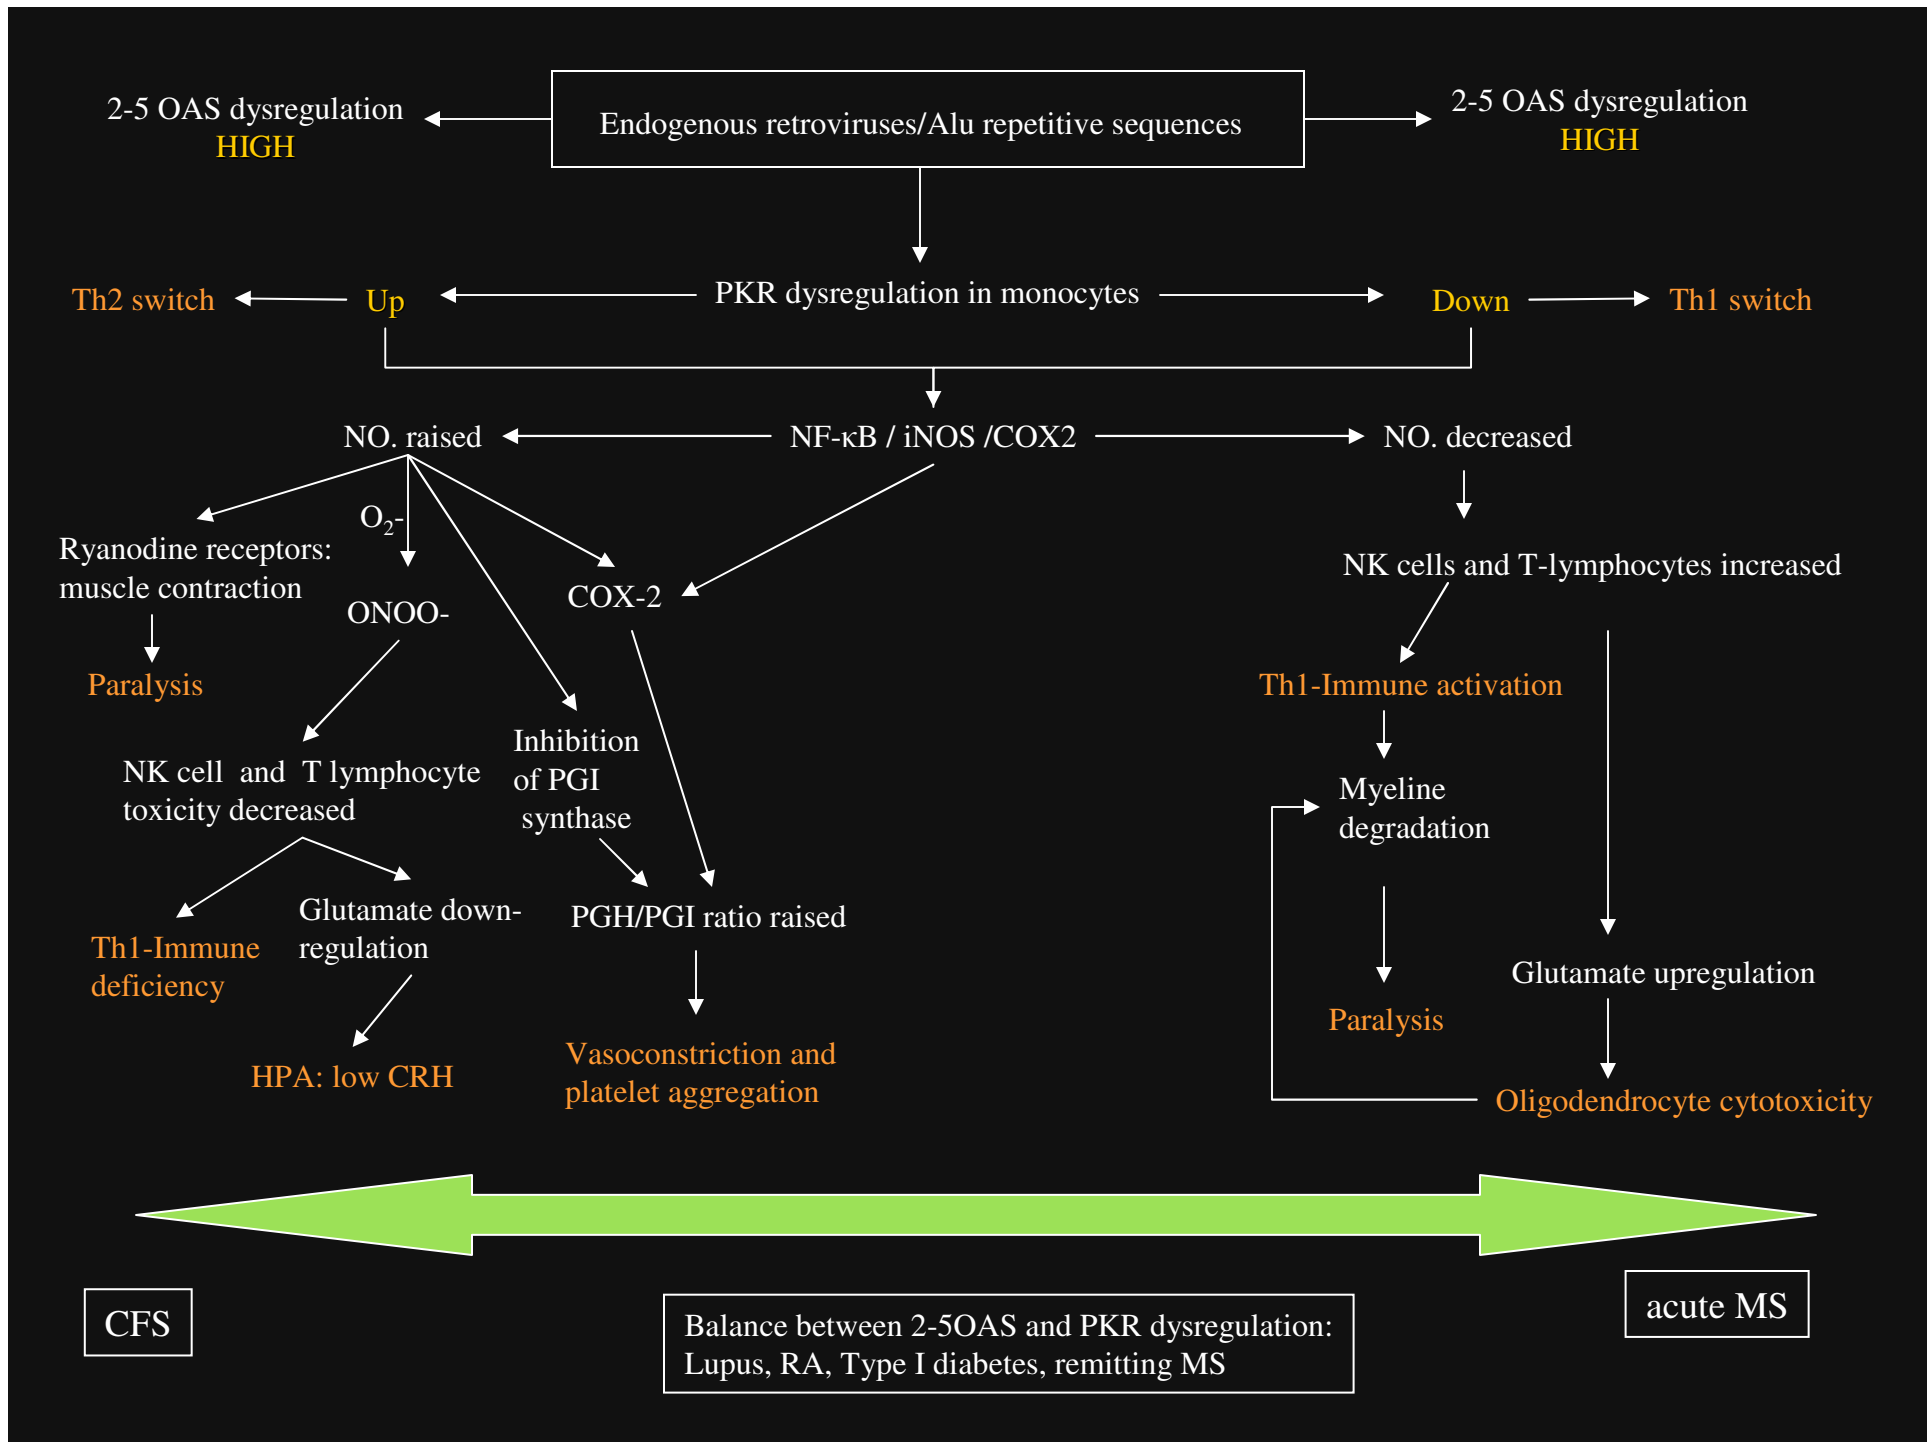 2-5 OAS dysregulation
HIGH
Endogenous retroviruses/Alu repetitive sequences
2-5 OAS dysregulation
HIGH
Th2 switch
Up
PKR dysregulation in monocytes
Down
Th1 switch
NO. raised
NF-κB / iNOS /COX2
NO. decreased
O2-
Ryanodine receptors:
muscle contraction
ONOO-
COX-2
NK cells and T-lymphocytes increased
Paralysis
Th1-Immune activation
NK cell and T lymphocyte
toxicity decreased
Inhibition
of PGI
synthase
Myeline
degradation
Th1-Immune
deficiency
Glutamate down-
regulation
PGH/PGI ratio raised
Glutamate upregulation
Paralysis
HPA: low CRH
Vasoconstriction and
platelet aggregation
Oligodendrocyte cytotoxicity
CFS
Balance between 2-5OAS and PKR dysregulation:
Lupus, RA, Type I diabetes, remitting MS
acute MS